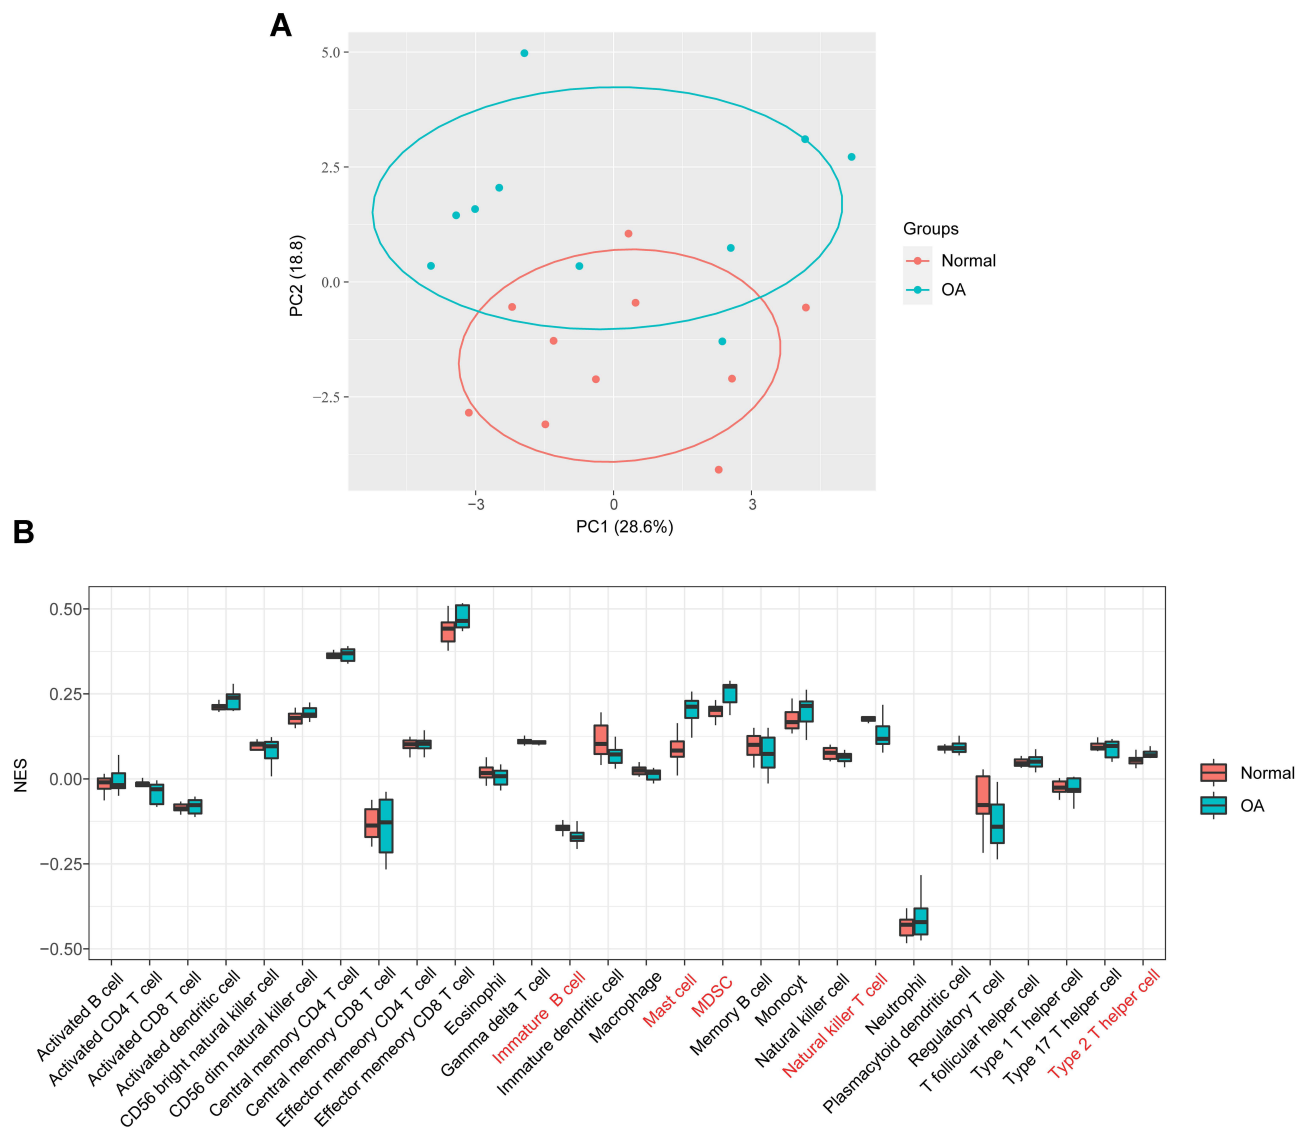 A
5.0
2.5
0.0
−2.5
PC2 (18.8)
−3
0
3
PC1 (28.6%)
Groups
Normal
OA
B
0.50
0.25
0.00
−0.25
−0.50
NES
Activated B cell
Activated CD4 T cell
Activated CD8 T cell
Activated dendritic cell
CD56 bright natural killer cell
CD56 dim natural killer cell
Central memory CD4 T cell
Central memory CD8 T cell
Effector memeory CD4 T cell
Effector memeory CD8 T cell
Eosinophil
Gamma delta T cell
Immature B cell
Immature dendritic cell
Macrophage
Mast cell
MDSC
Memory B cell
Monocyt
Natural killer cell
Natural killer T cell
Neutrophil
Plasmacytoid dendritic cell
Regulatory T cell
T follicular helper cell
Type 1 T helper cell
Type 17 T helper cell
Type 2 T helper cell
Normal
OA